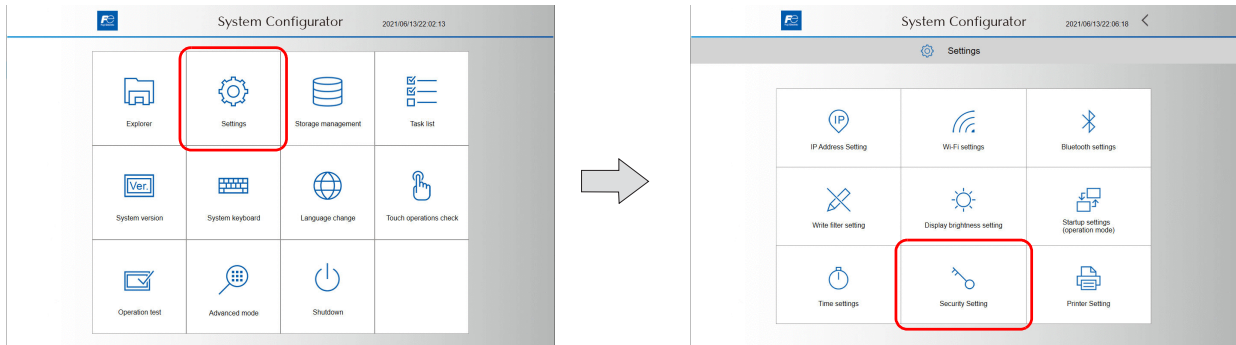 Fe
System Configurator
2021/06/13/22:02:13
Explorer
Settings
Storage management
Task list
Ver.
System version
System keyboard
Language change
Touch operations check
Operation test
Advanced mode
Shutdown
System Configurator
2021/06/13/22:06:18
Settings
IP
IP Address Setting
Wi-Fi settings
Bluetooth settings
Write filter setting
Display brightness setting
Startup settings
(operation mode)
Time settings
Security Setting
Printer Setting